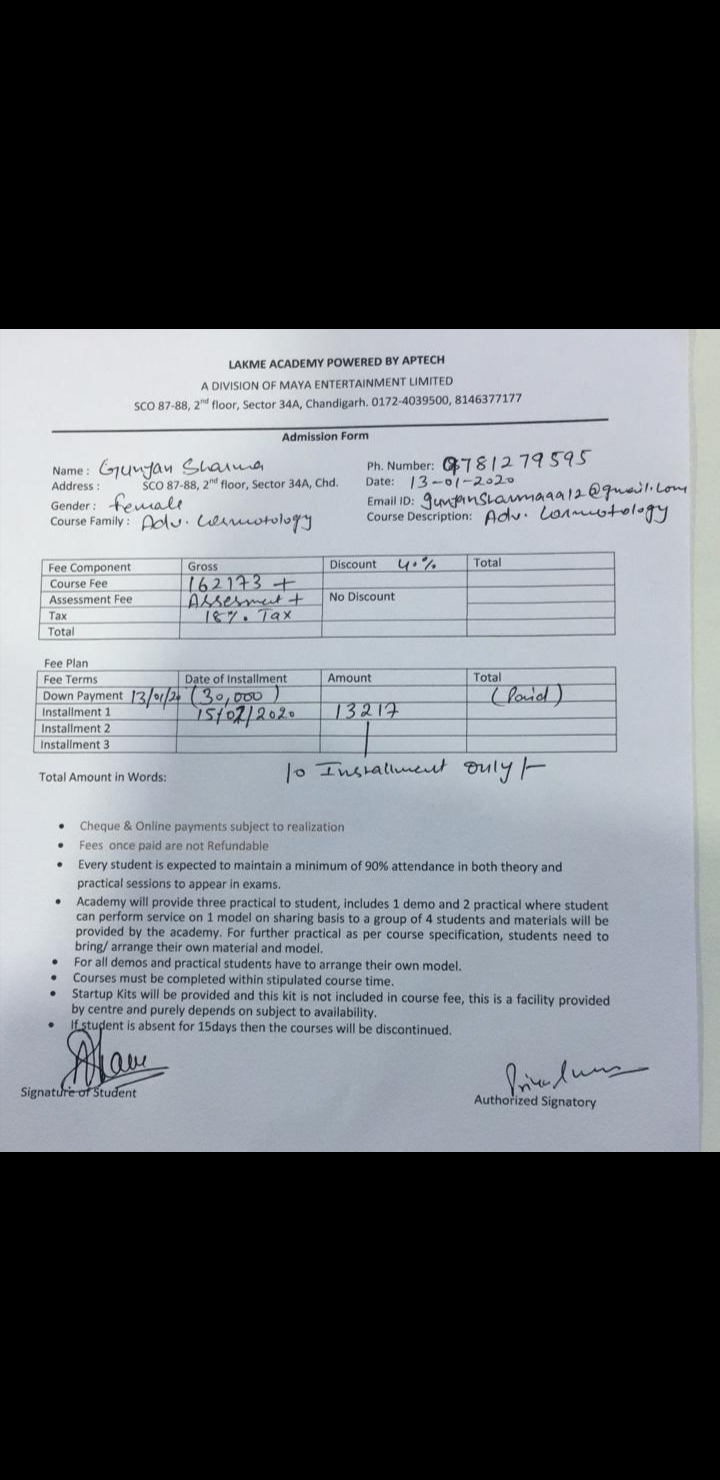 LAKME ACADEMY POWERED BY APTECH
A DIVISION OF MAYA ENTERTAINMENT LIMITED
SCO 87-88, 2nd floor, Sector 34A, Chandigarh. 0172-4039500, 8146377177
Admission Form
Name : Gunjan Sharma Ph. Number: 9781279595
Address : SCO 87-88, 2nd floor, Sector 34A, Chd. Date: 13-01-2020
Gender : female Email ID: gunjansharmaaa12@gmail.com
Course Family : Adv. Cosmotology Course Description: Adv. Cosmotology
Fee Component Gross Discount 40% Total
Course Fee 162173 +
Assessment Fee Assesment + No Discount
Tax 18% Tax
Total
Fee Plan
Fee Terms Date of Installment Amount Total
Down Payment 13/01/20 (30,000) (Paid)
Installment 1 15/02/2020 13217
Installment 2
Installment 3
Total Amount in Words: 10 Installment only/-
• Cheque & Online payments subject to realization
• Fees once paid are not Refundable
• Every student is expected to maintain a minimum of 90% attendance in both theory and
practical sessions to appear in exams.
• Academy will provide three practical to student, includes 1 demo and 2 practical where student
can perform service on 1 model on sharing basis to a group of 4 students and materials will be
provided by the academy. For further practical as per course specification, students need to
bring/ arrange their own material and model.
• For all demos and practical students have to arrange their own model.
• Courses must be completed within stipulated course time.
• Startup Kits will be provided and this kit is not included in course fee, this is a facility provided
by centre and purely depends on subject to availability.
• If student is absent for 15days then the courses will be discontinued.
Signature of Student
Authorized Signatory